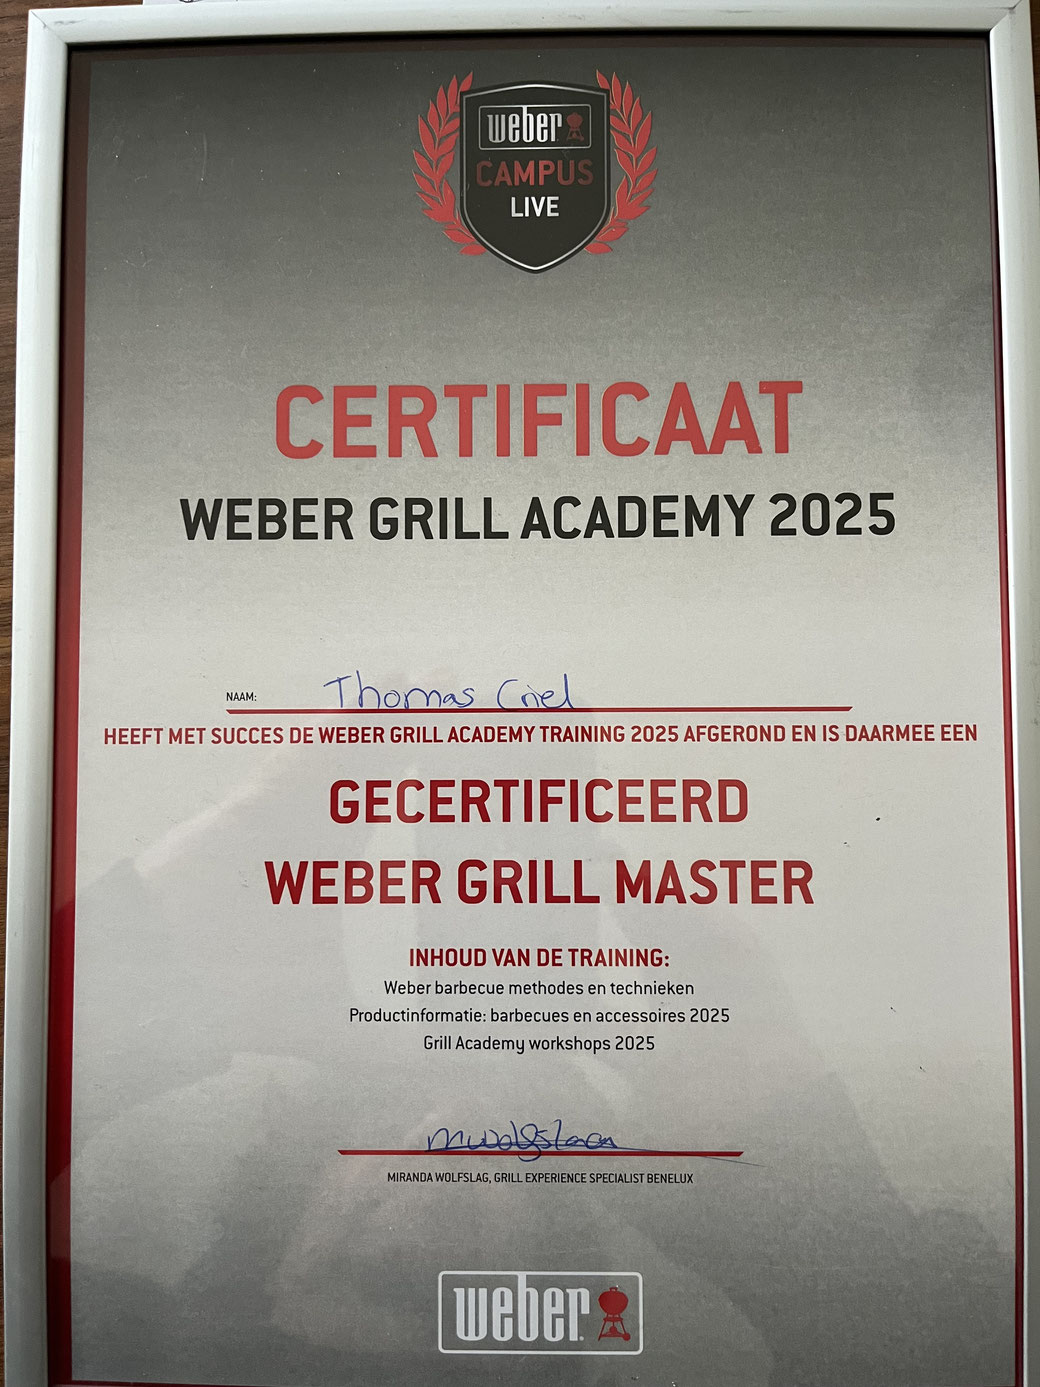 weber
CAMPUS
LIVE
CERTIFICAAT
WEBER GRILL ACADEMY 2025
NAAM: Thomas Criel
HEEFT MET SUCCES DE WEBER GRILL ACADEMY TRAINING 2025 AFGEROND EN IS DAARMEE EEN
GECERTIFICEERD
WEBER GRILL MASTER
INHOUD VAN DE TRAINING:
Weber barbecue methodes en technieken
Productinformatie: barbecues en accessoires 2025
Grill Academy workshops 2025
MIRANDA WOLFSLAG, GRILL EXPERIENCE SPECIALIST BENELUX
weber